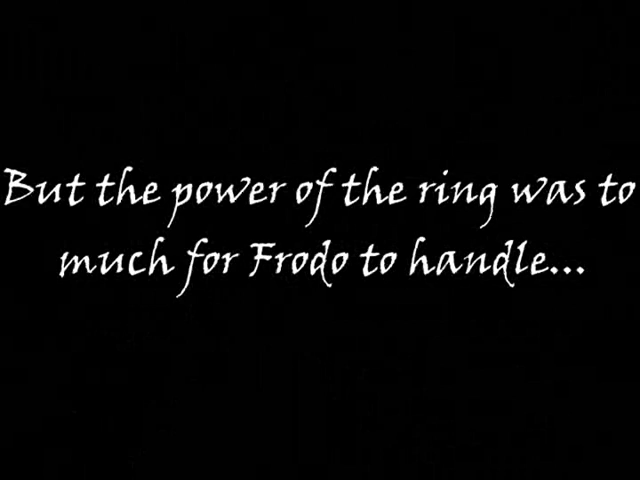 But the power of the ring was to
much for Frodo to handle...